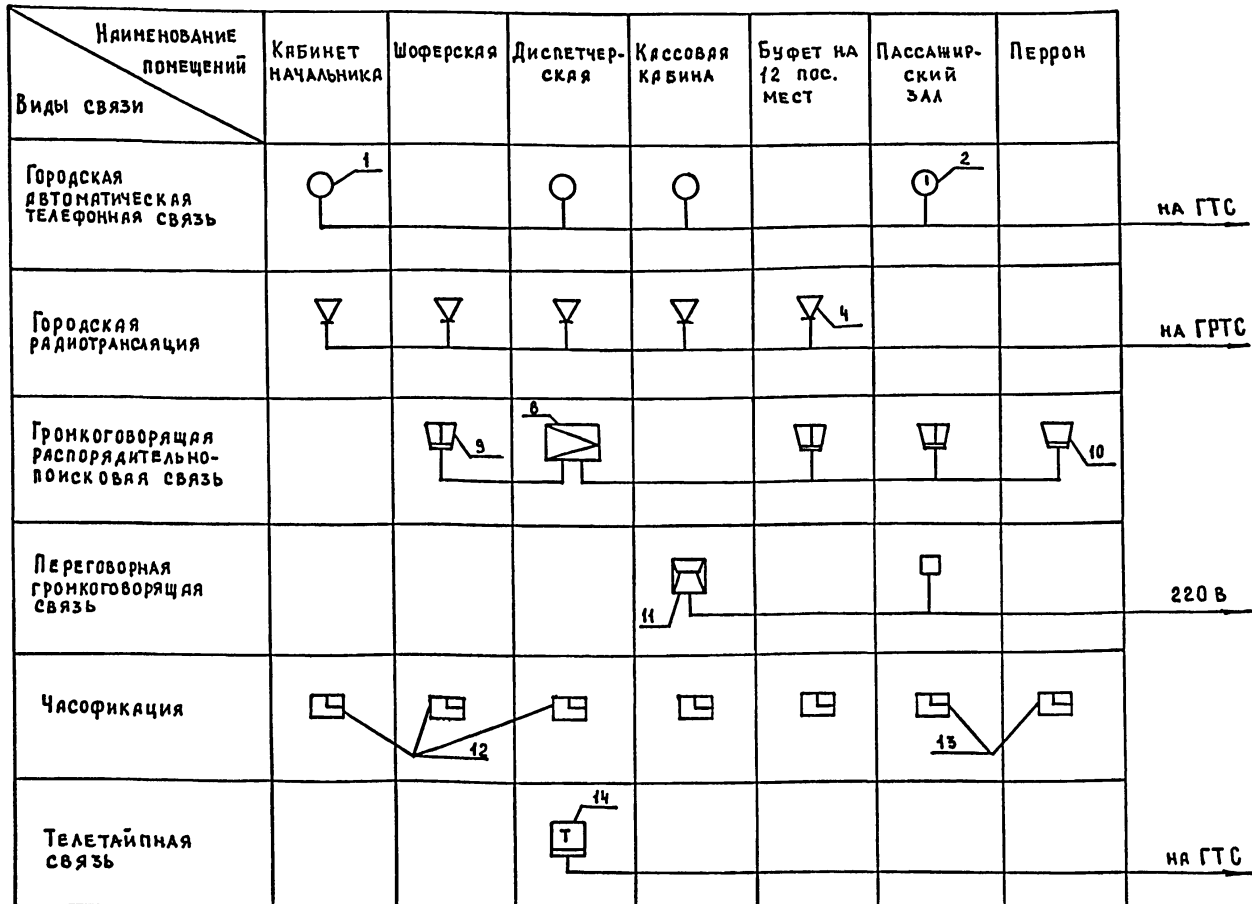 Наименование
помещений
Виды связи
Кабинет
начальника
Шоферская
Диспетчер-
ская
Кассовая
кабина
Буфет на
12 пос.
мест
Пассажир-
ский
зал
Перрон
Городская
автоматическая
телефонная связь
1
2
на ГТС
Городская
радиотрансляция
4
на ГРТС
Громкоговорящая
распорядительно-
поисковая связь
9
8
10
Переговорная
громкоговорящая
связь
11
220 В
Часофикация
12
13
Телетайпная
связь
14
Т
на ГТС